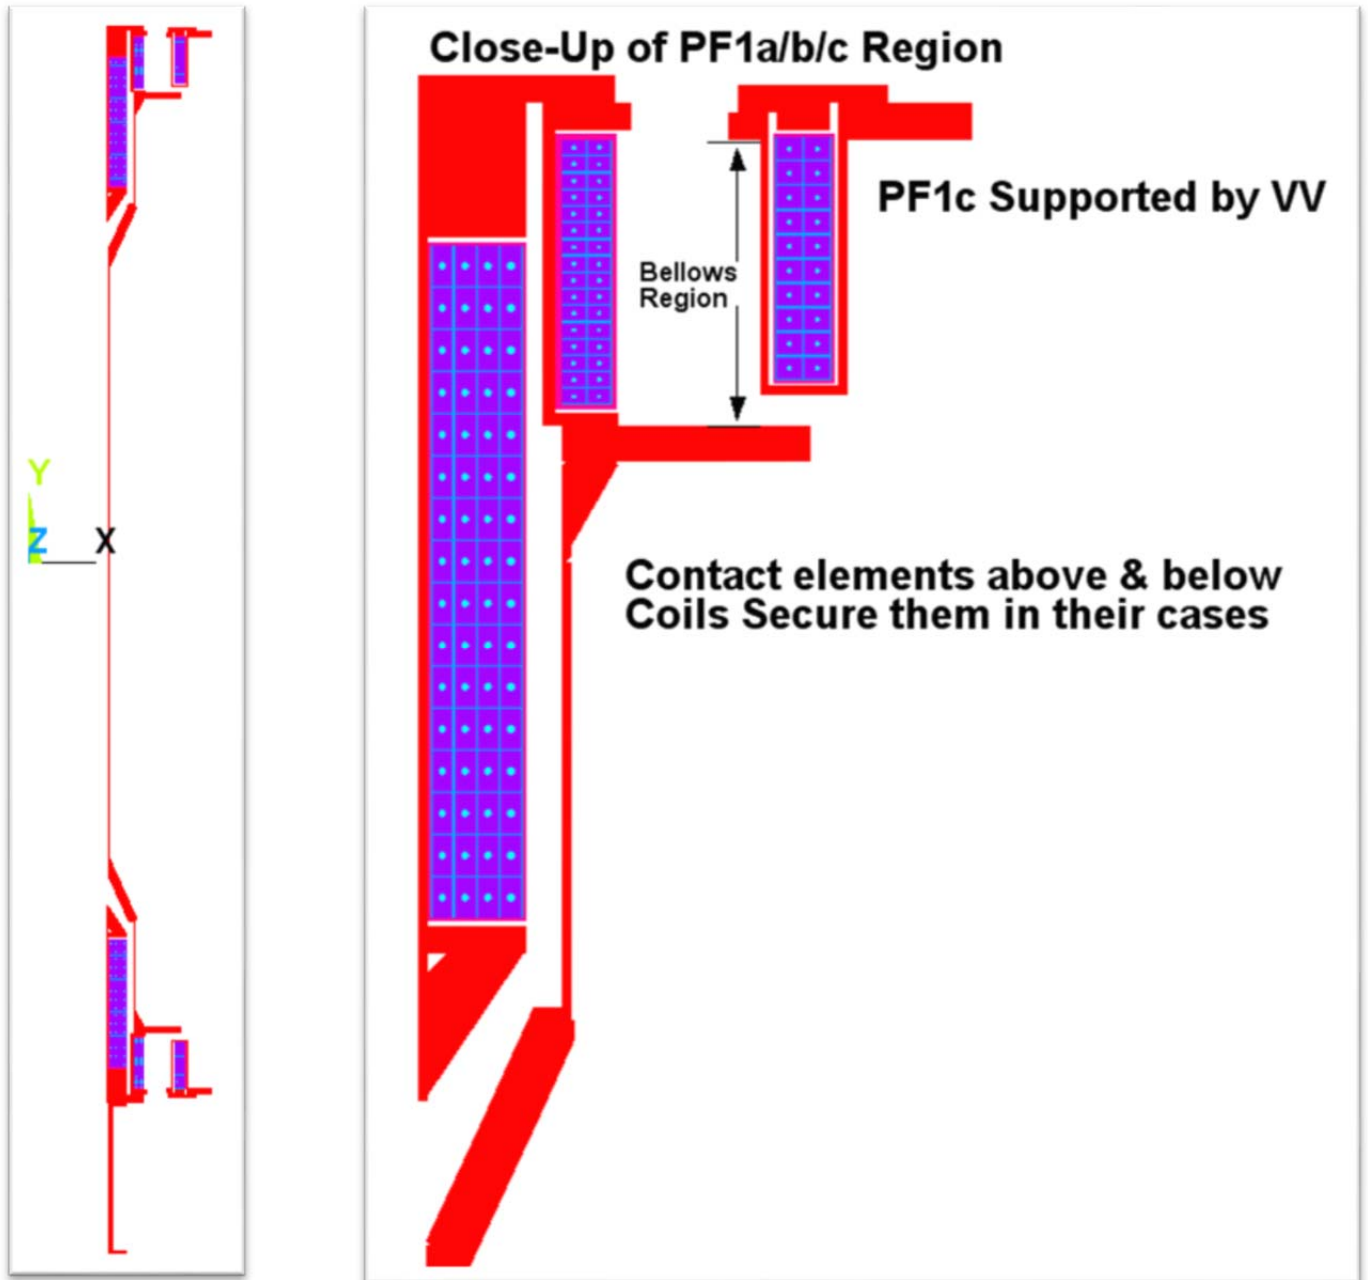 Y
Z
X
Close-Up of PF1a/b/c Region
PF1c Supported by VV
Bellows
Region
Contact elements above & below
Coils Secure them in their cases